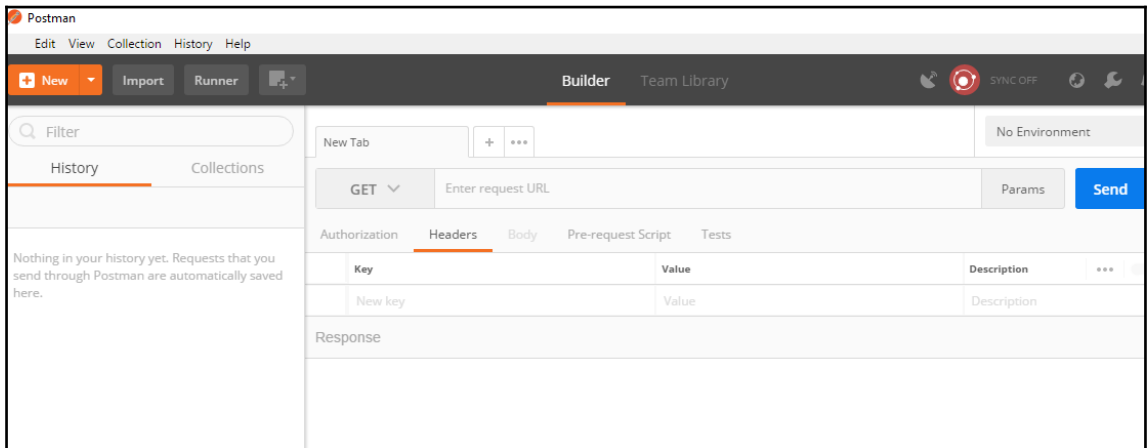 Postman
Edit View Collection History Help
New Import Runner Builder Team Library SYNC OFF
Filter
History Collections
Nothing in your history yet. Requests that you
send through Postman are automatically saved
here.
New Tab + ••• No Environment
GET Enter request URL Params Send
Authorization Headers Body Pre-request Script Tests
Key Value Description •••
New key Value Description
Response